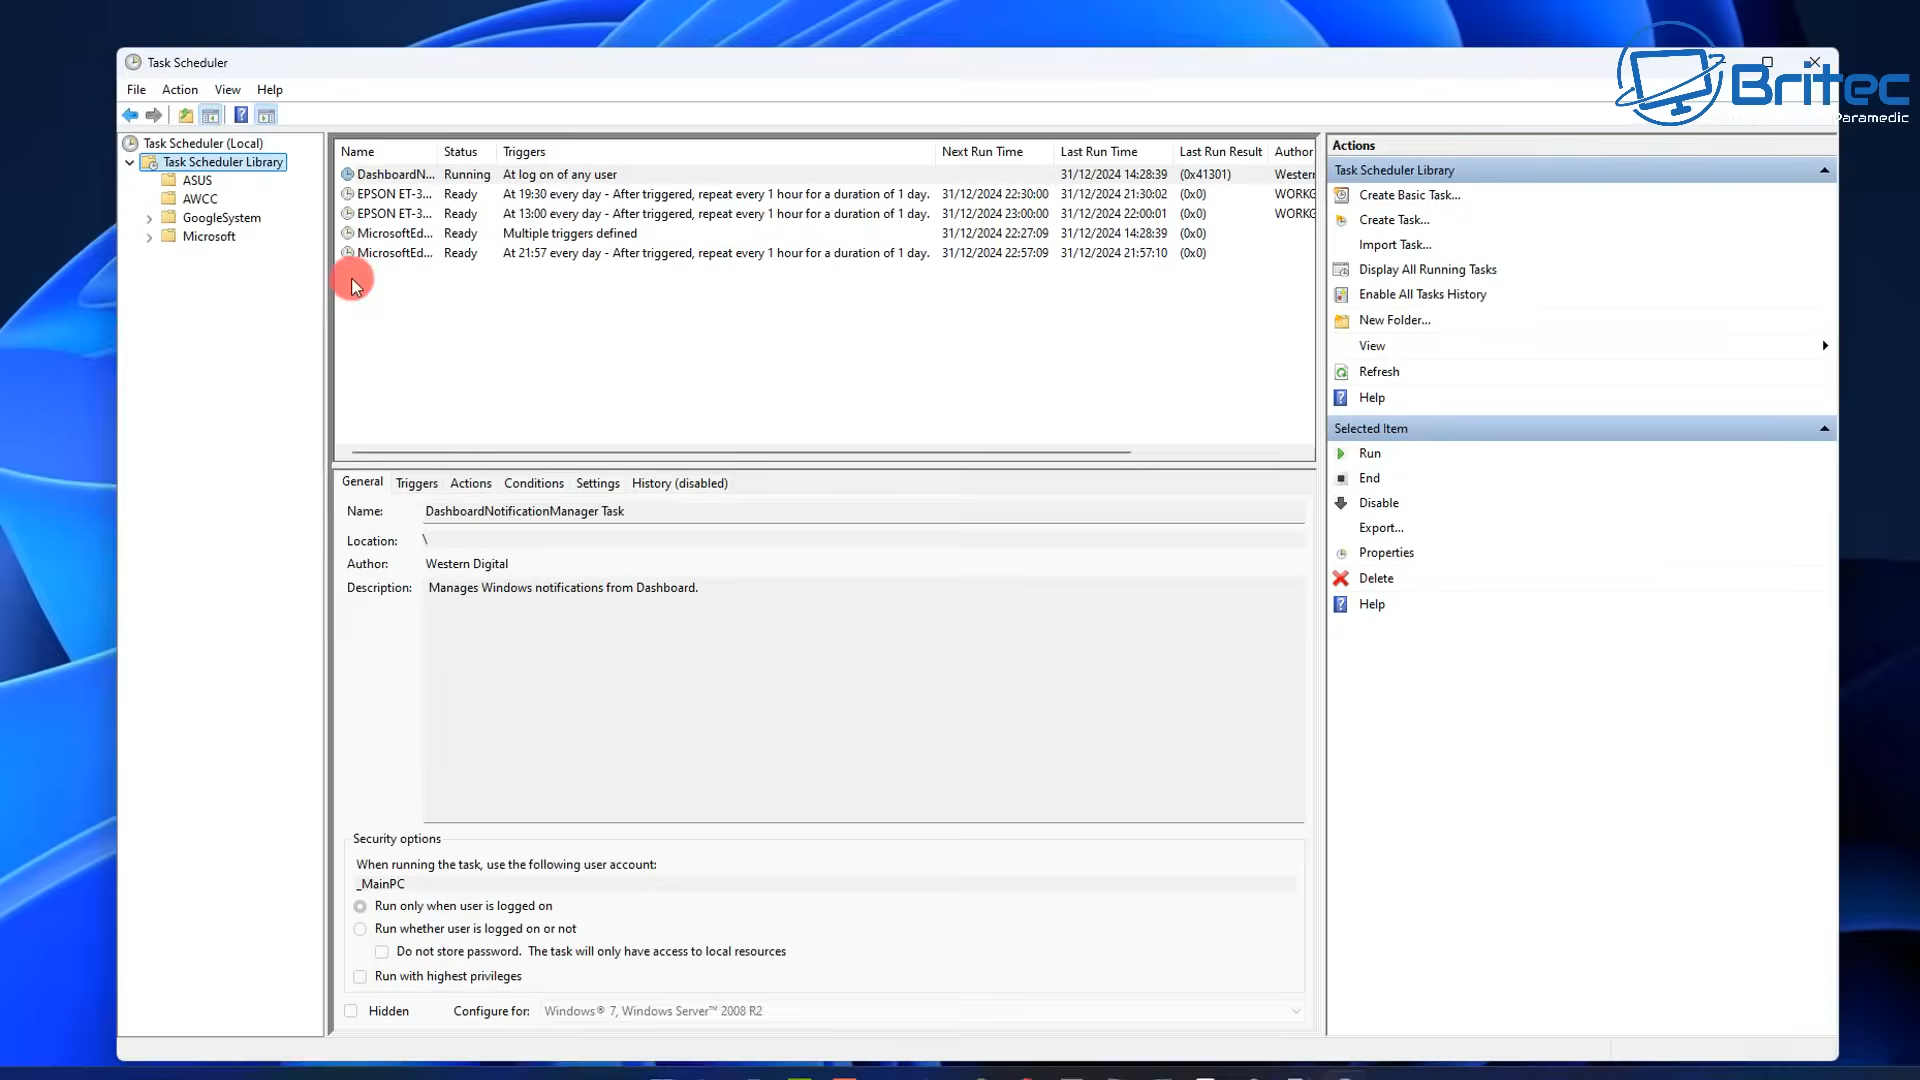 Task Scheduler
File Action View Help
Britec
Paramedic
Task Scheduler (Local)
Task Scheduler Library
ASUS
AWCC
GoogleSystem
Microsoft
Name Status Triggers Next Run Time Last Run Time Last Run Result Author
DashboardN... Running At log on of any user 31/12/2024 14:28:39 (0x41301) Western
EPSON ET-3... Ready At 19:30 every day - After triggered, repeat every 1 hour for a duration of 1 day. 31/12/2024 22:30:00 31/12/2024 21:30:02 (0x0) WORKG
EPSON ET-3... Ready At 13:00 every day - After triggered, repeat every 1 hour for a duration of 1 day. 31/12/2024 23:00:00 31/12/2024 22:00:01 (0x0) WORKG
MicrosoftEd... Ready Multiple triggers defined 31/12/2024 22:27:09 31/12/2024 14:28:39 (0x0)
MicrosoftEd... Ready At 21:57 every day - After triggered, repeat every 1 hour for a duration of 1 day. 31/12/2024 22:57:09 31/12/2024 21:57:10 (0x0)
General Triggers Actions Conditions Settings History (disabled)
Name: DashboardNotificationManager Task
Location: \
Author: Western Digital
Description: Manages Windows notifications from Dashboard.
Security options
When running the task, use the following user account:
_MainPC
Run only when user is logged on
Run whether user is logged on or not
Do not store password. The task will only have access to local resources
Run with highest privileges
Hidden Configure for: Windows® 7, Windows Server™ 2008 R2
Actions
Task Scheduler Library
Create Basic Task...
Create Task...
Import Task...
Display All Running Tasks
Enable All Tasks History
New Folder...
View
Refresh
Help
Selected Item
Run
End
Disable
Export...
Properties
Delete
Help